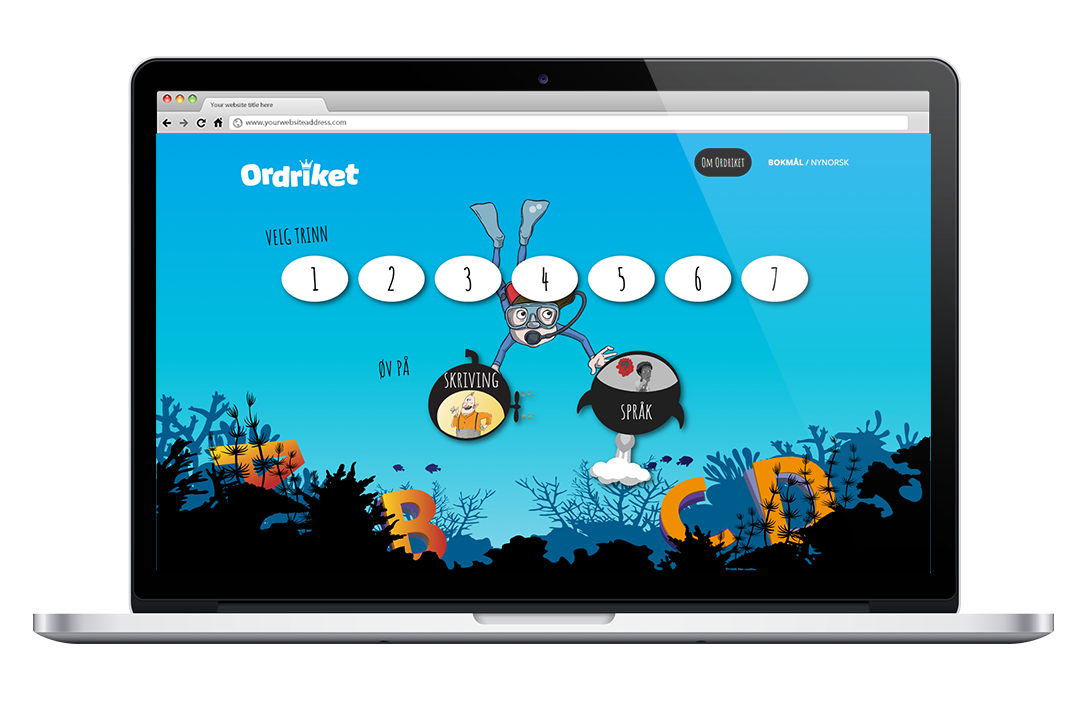 Your website title here
www.yourwebsiteaddress.com
Ordriket
OM ORDRIKET
BOKMÅL / NYNORSK
VELG TRINN
1 2 3 4 5 6 7
ØV PÅ
SKRIVING
SPRÅK
B C D